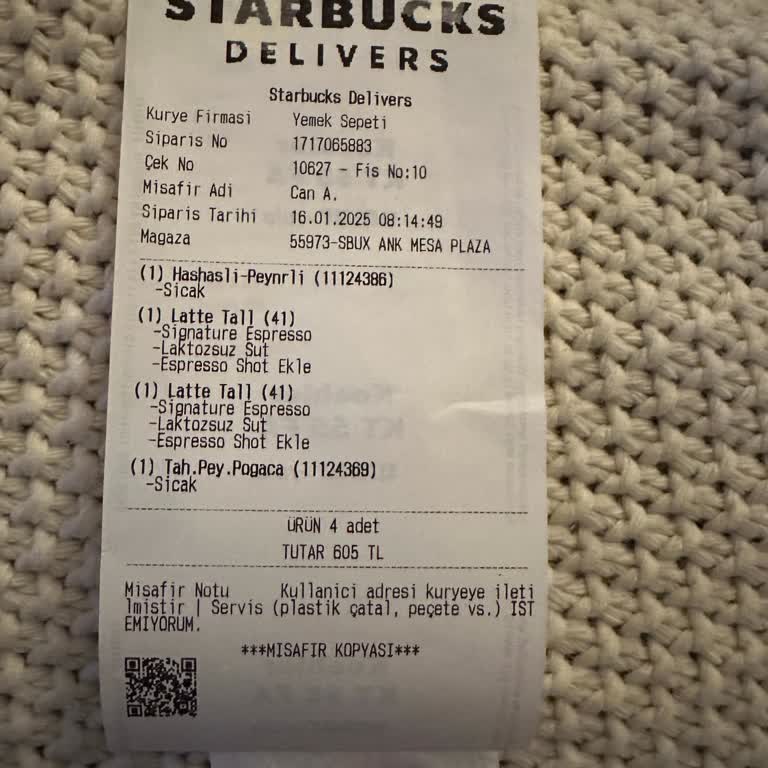 STARBUCKS
DELIVERS
Starbucks Delivers
Kurye Firmasi Yemek Sepeti
Siparis No 1717065883
Çek No 10627 - Fis No:10
Misafir Adi Can A.
Siparis Tarihi 16.01.2025 08:14:49
Magaza 55973-SBUX ANK MESA PLAZA
(1) Hashasli-Peynrli (11124386)
-Sicak
(1) Latte Tall (41)
-Signature Espresso
-Laktozsuz Sut
-Espresso Shot Ekle
(1) Latte Tall (41)
-Signature Espresso
-Laktozsuz Sut
-Espresso Shot Ekle
(1) Tah.Pey.Pogaca (11124369)
-Sicak
ÜRÜN 4 adet
TUTAR 605 TL
Misafir Notu Kullanici adresi kuryeye ileti
lmistir | Servis (plastik çatal, peçete vs.) IST
EMIYORUM.
***MISAFIR KOPYASI***